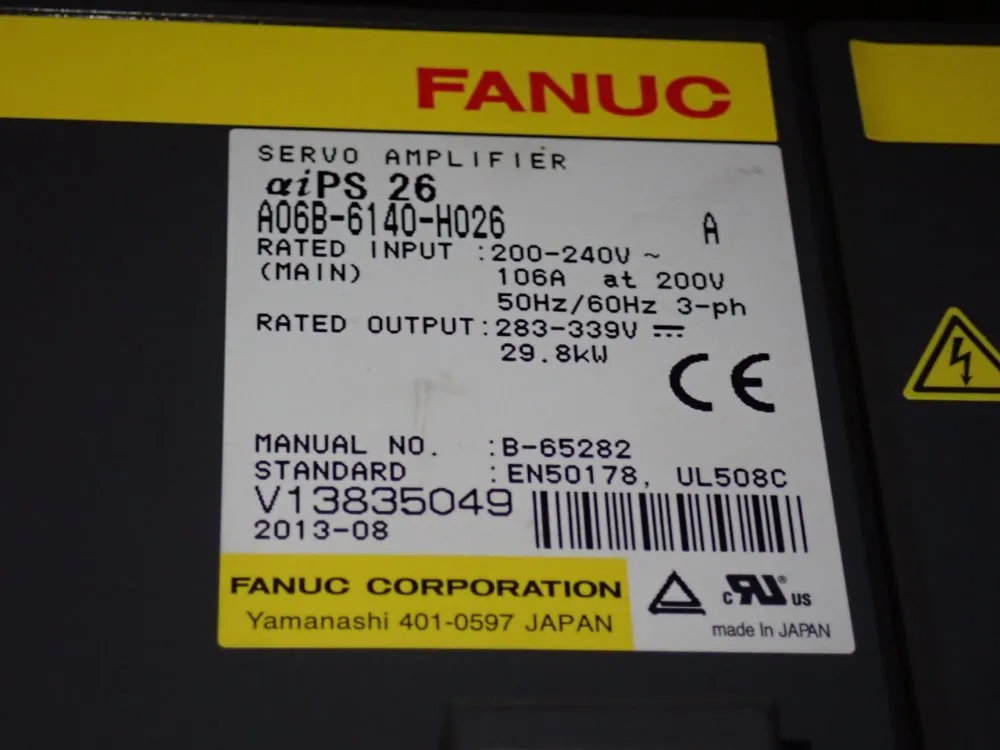 FANUC
SERVO AMPLIFIER
αiPS 26
A06B-6140-H026 A
RATED INPUT :200-240V ~
(MAIN) 106A at 200V
50Hz/60Hz 3-ph
RATED OUTPUT:283-339V ⎓
29.8kW
CE
MANUAL NO. :B-65282
STANDARD :EN50178, UL508C
V13835049
2013-08
FANUC CORPORATION
Yamanashi 401-0597 JAPAN
c RU® US
made In JAPAN